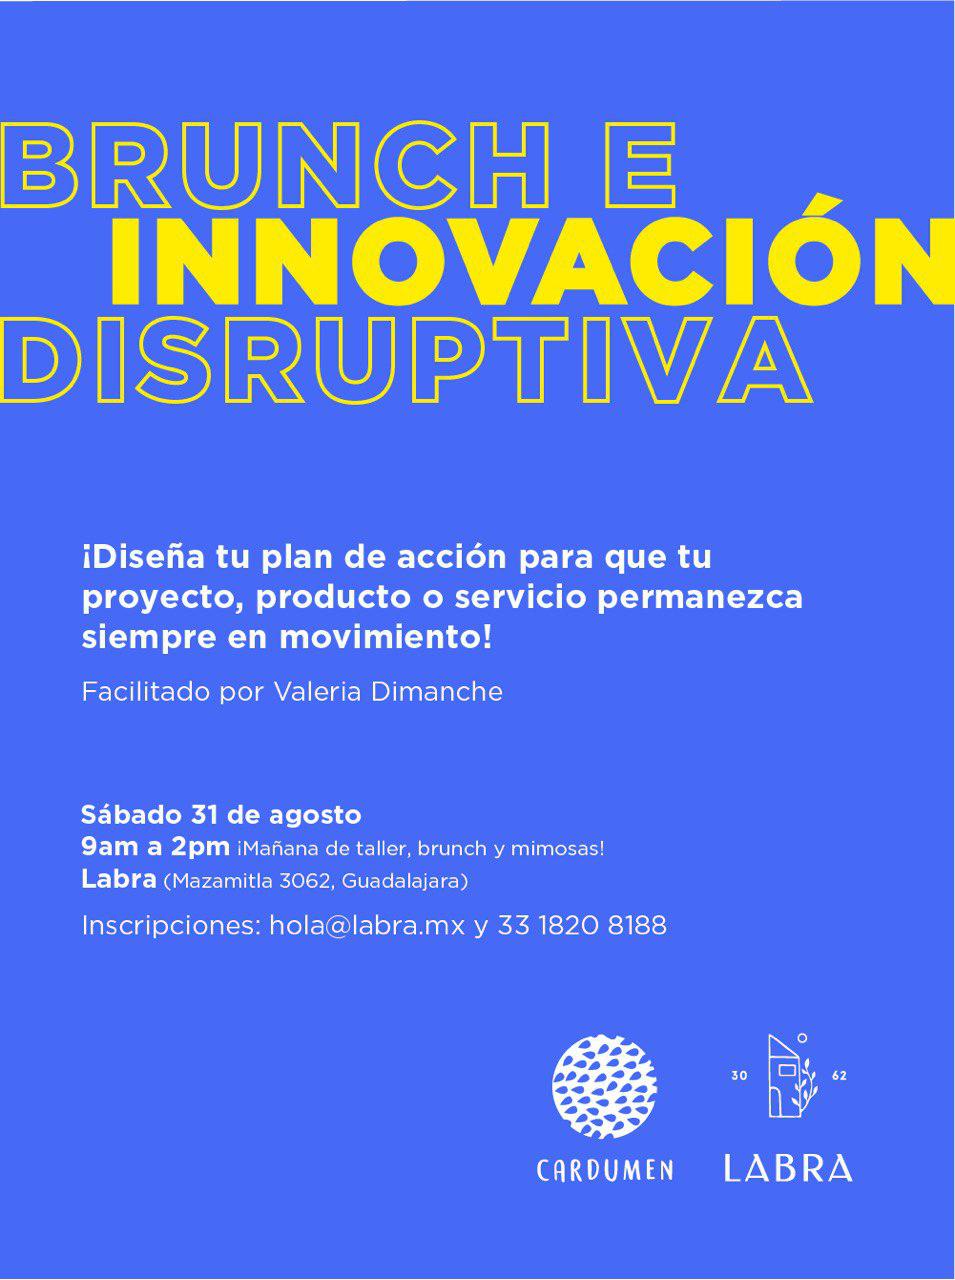 BRUNCH E
INNOVACIÓN
DISRUPTIVA
¡Diseña tu plan de acción para que tu
proyecto, producto o servicio permanezca
siempre en movimiento!
Facilitado por Valeria Dimanche
Sábado 31 de agosto
9am a 2pm ¡Mañana de taller, brunch y mimosas!
Labra (Mazamitla 3062, Guadalajara)
Inscripciones: hola@labra.mx y 33 1820 8188
CARDUMEN
30 62
LABRA